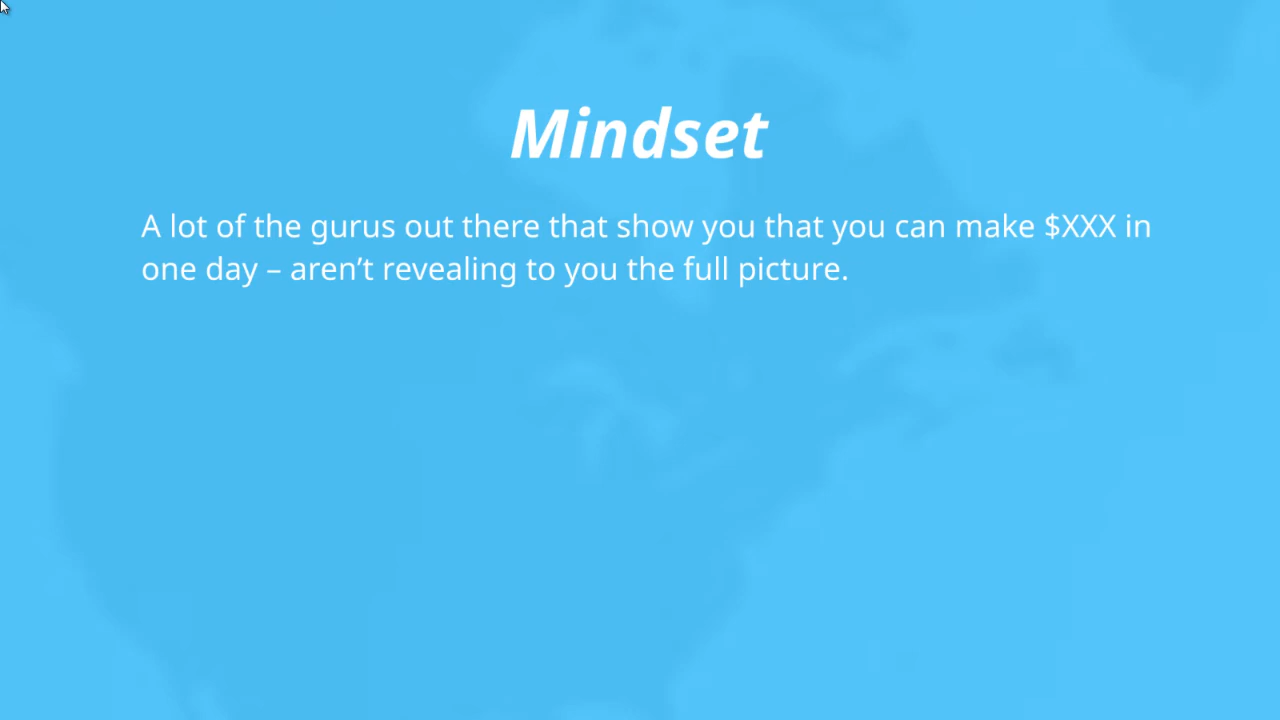 Mindset
A lot of the gurus out there that show you that you can make $XXX in
one day – aren’t revealing to you the full picture.